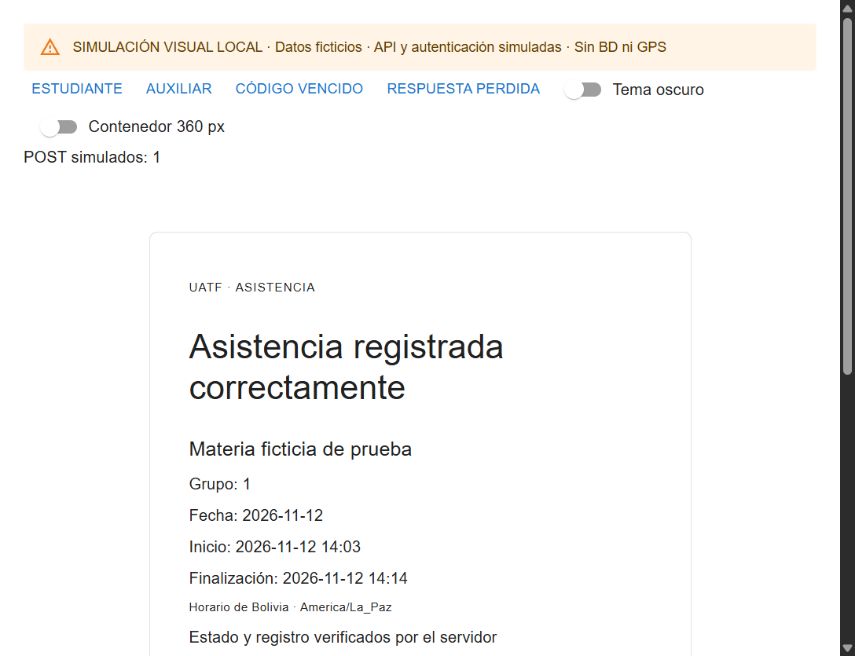 SIMULACIÓN VISUAL LOCAL · Datos ficticios · API y autenticación simuladas · Sin BD ni GPS
ESTUDIANTE AUXILIAR CÓDIGO VENCIDO RESPUESTA PERDIDA Tema oscuro
Contenedor 360 px
POST simulados: 1
UATF · ASISTENCIA
Asistencia registrada
correctamente
Materia ficticia de prueba
Grupo: 1
Fecha: 2026-11-12
Inicio: 2026-11-12 14:03
Finalización: 2026-11-12 14:14
Horario de Bolivia · America/La_Paz
Estado y registro verificados por el servidor